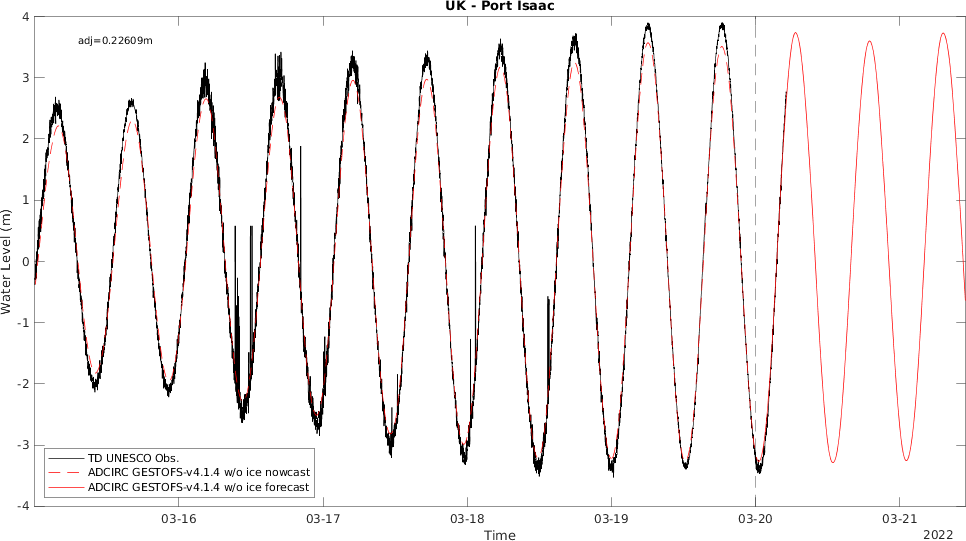 UK - Port Isaac
adj=0.22609m
Water Level (m)
4
3
2
1
0
-1
-2
-3
-4
TD UNESCO Obs.
ADCIRC GESTOFS-v4.1.4 w/o ice nowcast
ADCIRC GESTOFS-v4.1.4 w/o ice forecast
03-16 03-17 03-18 03-19 03-20 03-21
Time
2022